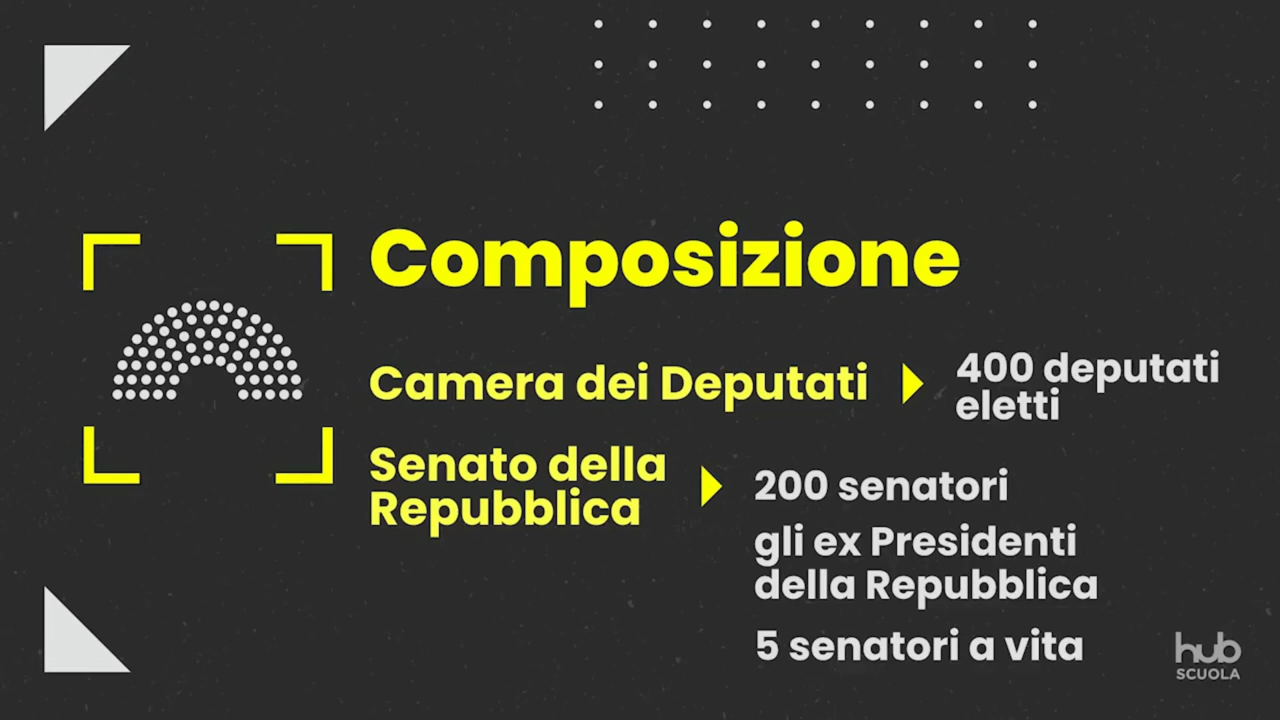 Composizione
Camera dei Deputati
400 deputati
eletti
Senato della
Repubblica
200 senatori
gli ex Presidenti
della Repubblica
5 senatori a vita
hub
SCUOLA